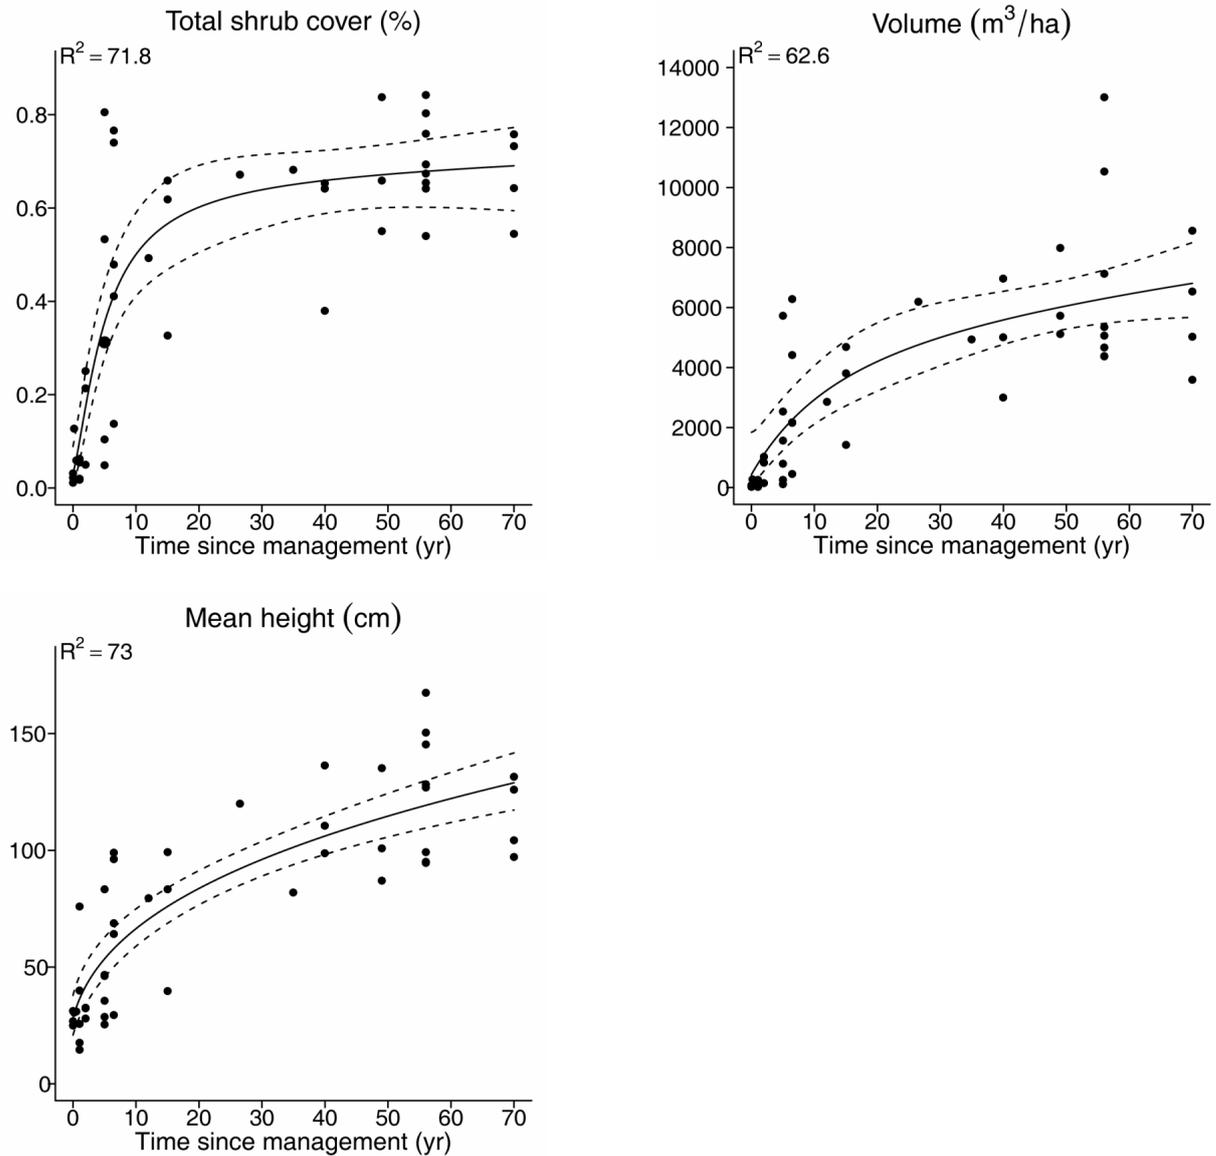 Total shrub cover (%)
R² = 71.8
0.8
0.6
0.4
0.2
0.0
0 10 20 30 40 50 60 70
Time since management (yr)
Volume (m³/ha)
R² = 62.6
14000
12000
10000
8000
6000
4000
2000
0
0 10 20 30 40 50 60 70
Time since management (yr)
Mean height (cm)
R² = 73
150
100
50
0
0 10 20 30 40 50 60 70
Time since management (yr)